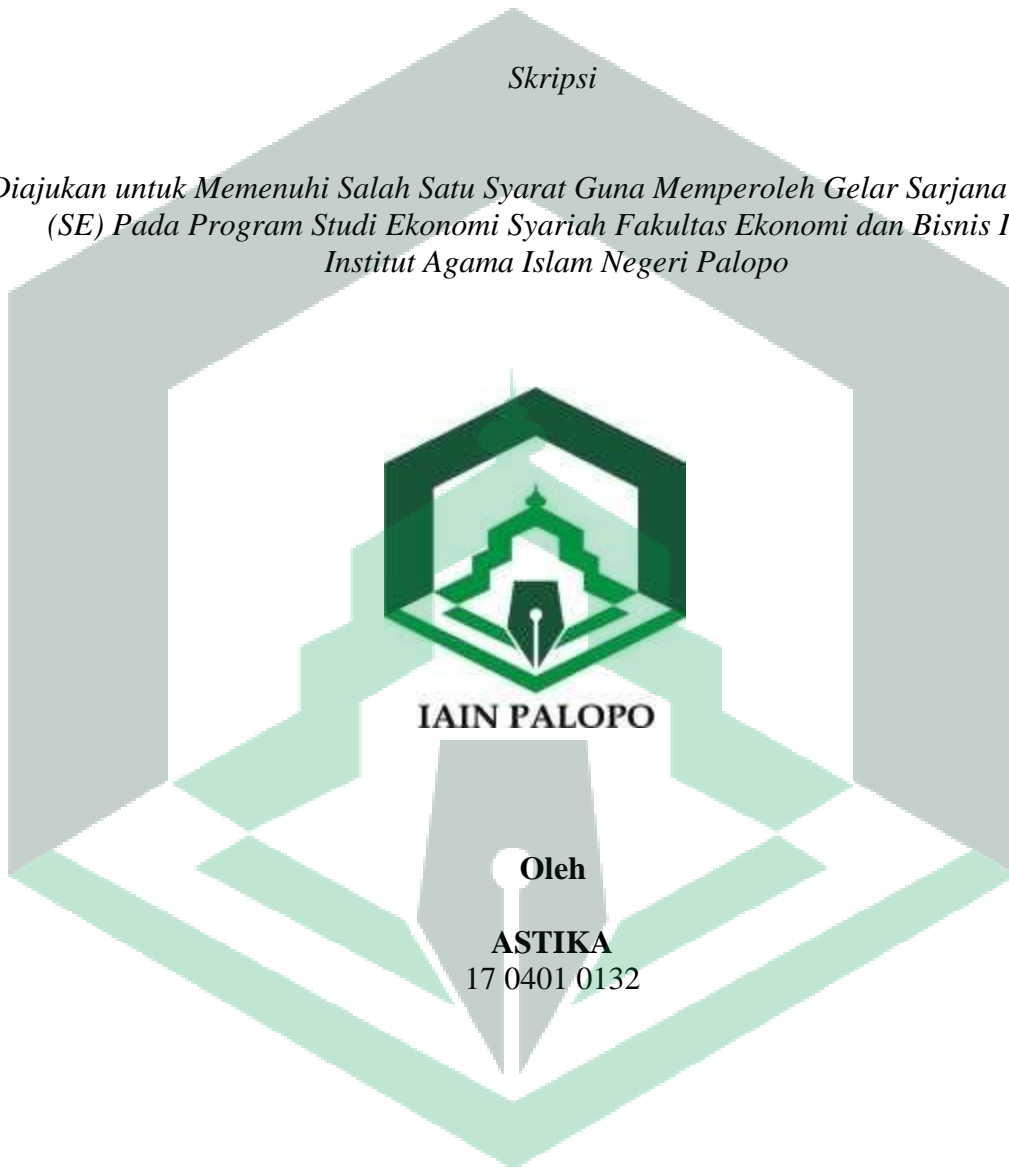 Skripsi
Diajukan untuk Memenuhi Salah Satu Syarat Guna Memperoleh Gelar Sarjana
(SE) Pada Program Studi Ekonomi Syariah Fakultas Ekonomi dan Bisnis I
Institut Agama Islam Negeri Palopo
IAIN PALOPO
Oleh
ASTIKA
17 0401 0132